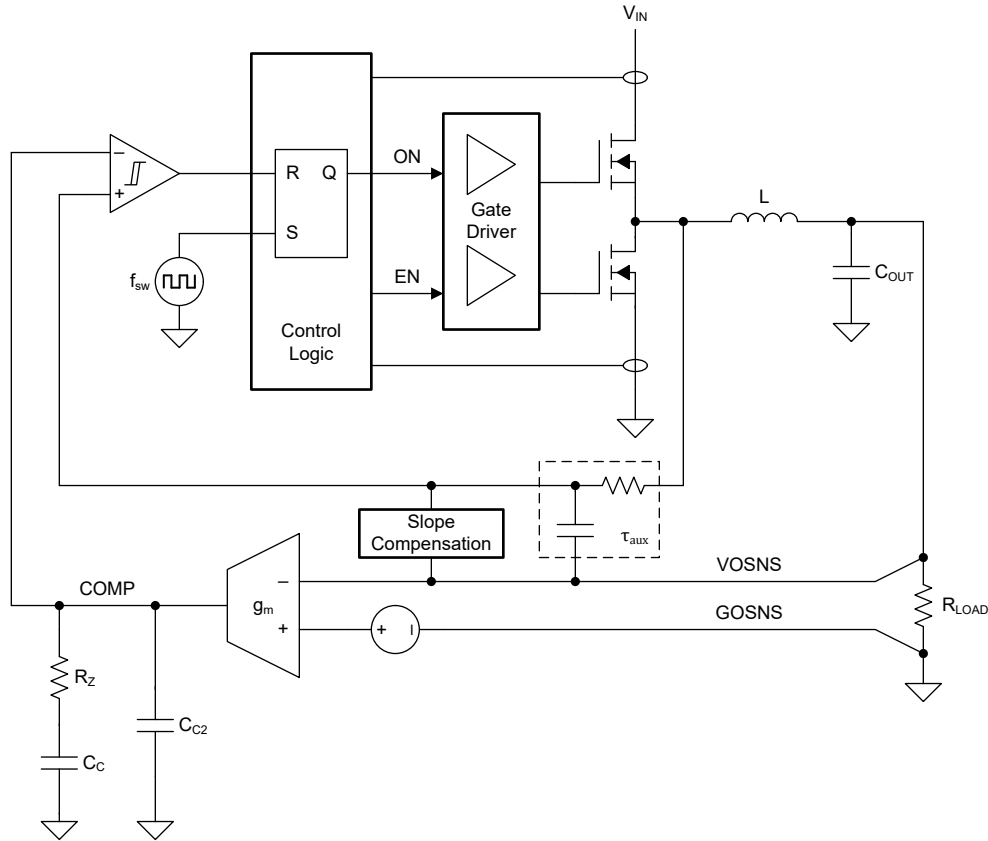 V_IN
−
+
R Q
S
ON
EN
Gate
Driver
f_sw
Control
Logic
L
C_OUT
Slope
Compensation
τ_aux
COMP
g_m
−
+
+ −
VOSNS
GOSNS
R_LOAD
R_Z
C_C2
C_C